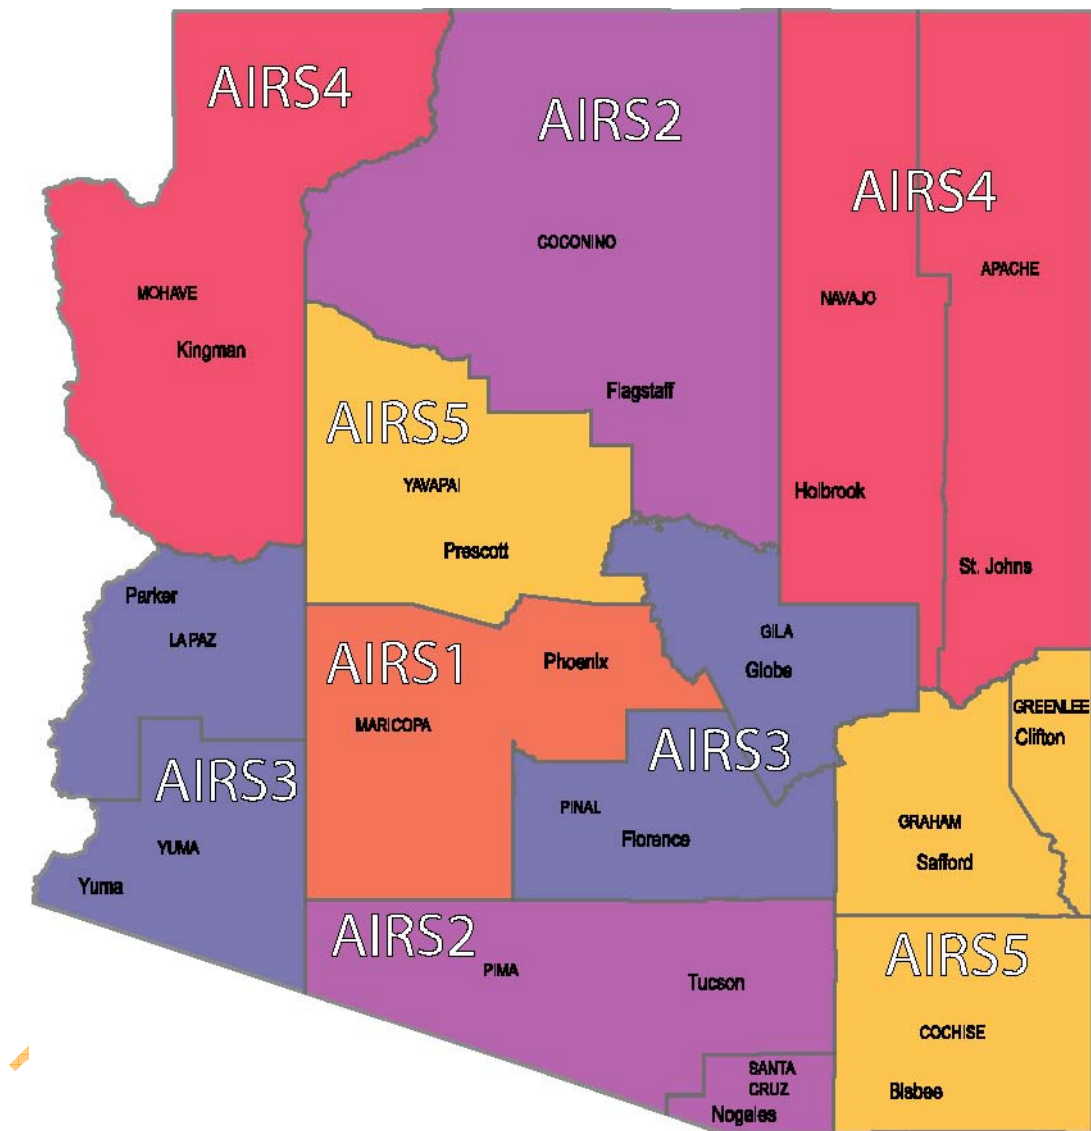 AIRS4
AIRS2
AIRS4
COCONINO
APACHE
MOHAVE
NAVAJO
Kingman
Flagstaff
AIRS5
YAVAPAI
Holbrook
Prescott
St. Johns
Parker
LA PAZ
GILA
AIRS1
Phoenix
Globe
MARICOPA
GREENLEE
Clifton
AIRS3
AIRS3
PINAL
YUMA
Florence
GRAHAM
Safford
Yuma
AIRS2
PIMA
Tucson
AIRS5
COCHISE
SANTA
CRUZ
Nogales
Bisbee